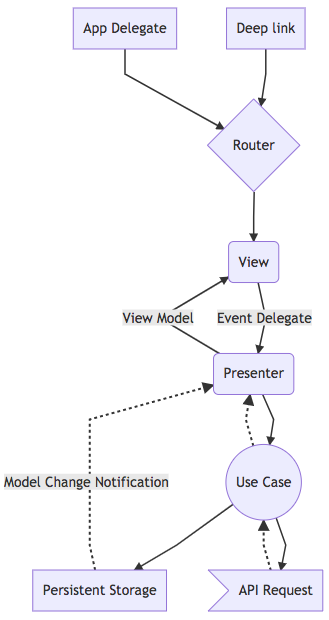 App Delegate
Deep link
Router
View
View Model
Event Delegate
Presenter
Model Change Notification
Use Case
Persistent Storage
API Request